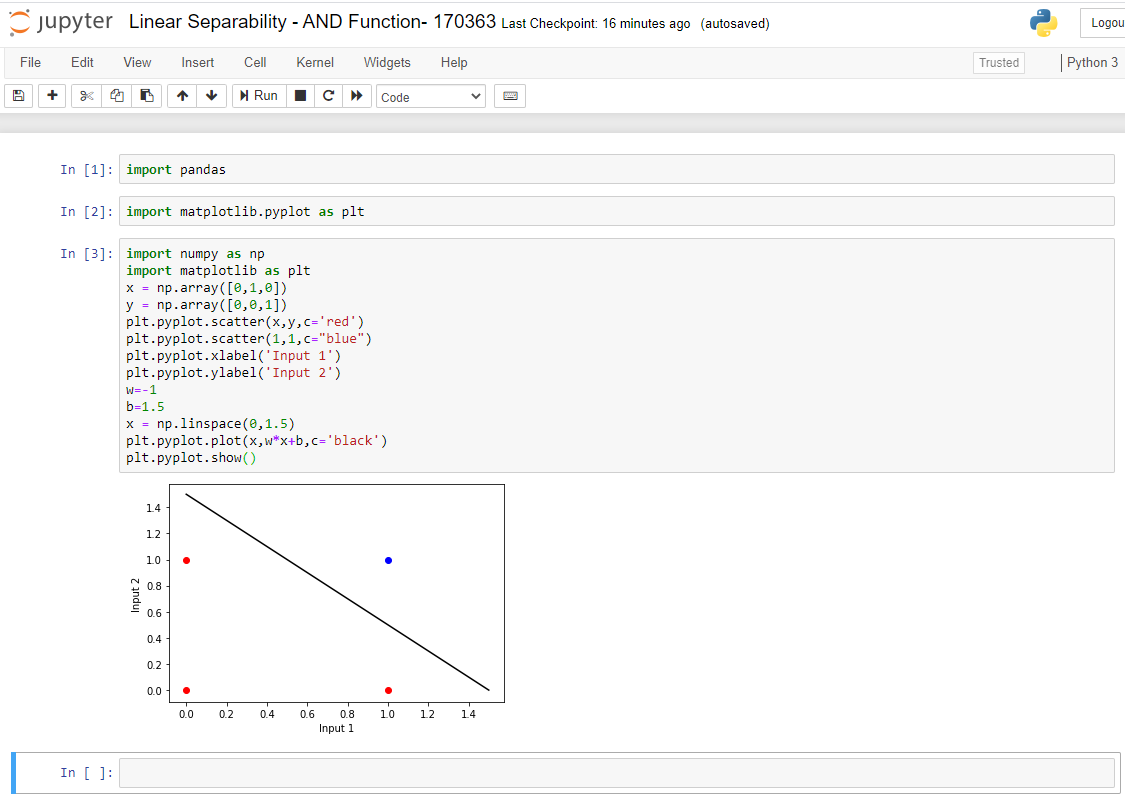 jupyter Linear Separability - AND Function- 170363 Last Checkpoint: 16 minutes ago (autosaved)
Logou
File Edit View Insert Cell Kernel Widgets Help Trusted Python 3
Run Code
In [1]: import pandas
In [2]: import matplotlib.pyplot as plt
In [3]: import numpy as np
import matplotlib as plt
x = np.array([0,1,0])
y = np.array([0,0,1])
plt.pyplot.scatter(x,y,c='red')
plt.pyplot.scatter(1,1,c="blue")
plt.pyplot.xlabel('Input 1')
plt.pyplot.ylabel('Input 2')
w=-1
b=1.5
x = np.linspace(0,1.5)
plt.pyplot.plot(x,w*x+b,c='black')
plt.pyplot.show()
1.4
1.2
1.0
0.8
0.6
0.4
0.2
0.0
Input 2
0.0 0.2 0.4 0.6 0.8 1.0 1.2 1.4
Input 1
In [ ]: